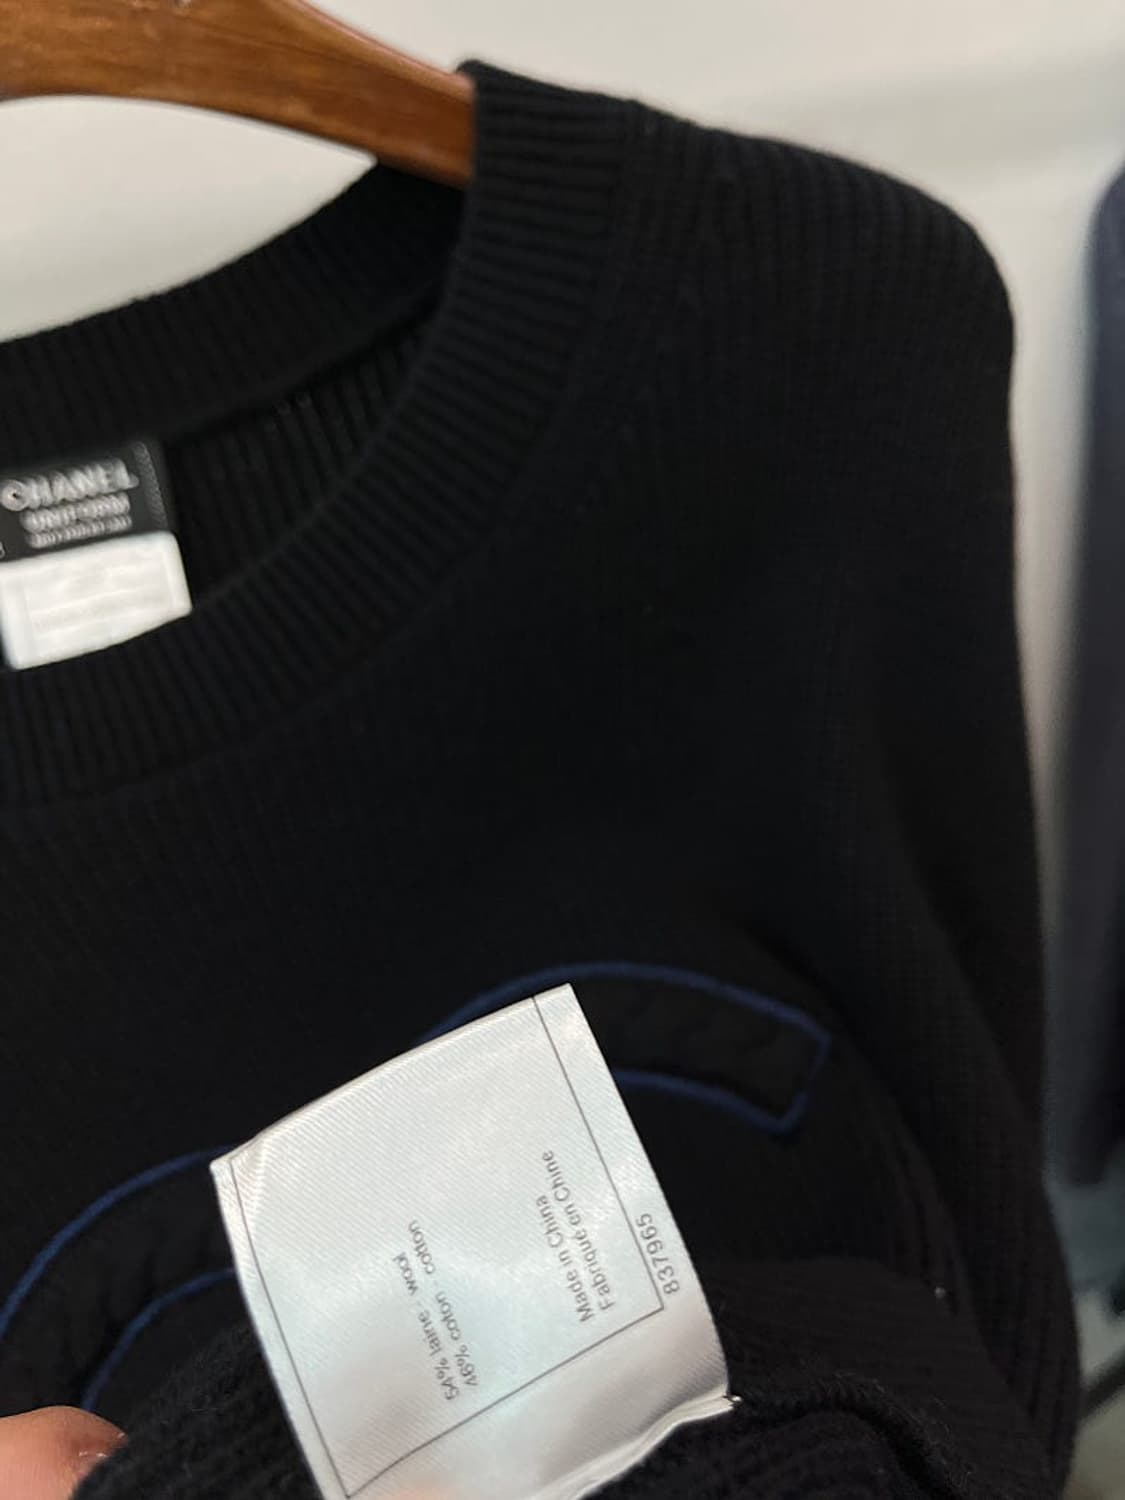 CHANEL
54% laine - wool
46% coton - cotton
Made in China
Fabriqué en Chine
837965